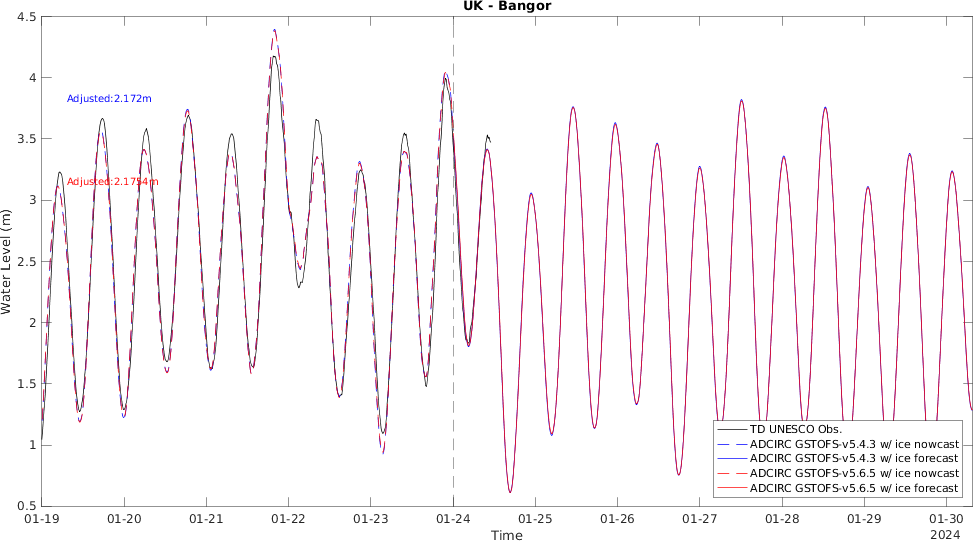 UK - Bangor
4.5
4
3.5
3
2.5
2
1.5
1
0.5
Water Level (m)
Adjusted:2.172m
Adjusted:2.1754m
TD UNESCO Obs.
ADCIRC GSTOFS-v5.4.3 w/ ice nowcast
ADCIRC GSTOFS-v5.4.3 w/ ice forecast
ADCIRC GSTOFS-v5.6.5 w/ ice nowcast
ADCIRC GSTOFS-v5.6.5 w/ ice forecast
01-19 01-20 01-21 01-22 01-23 01-24 01-25 01-26 01-27 01-28 01-29 01-30
2024
Time